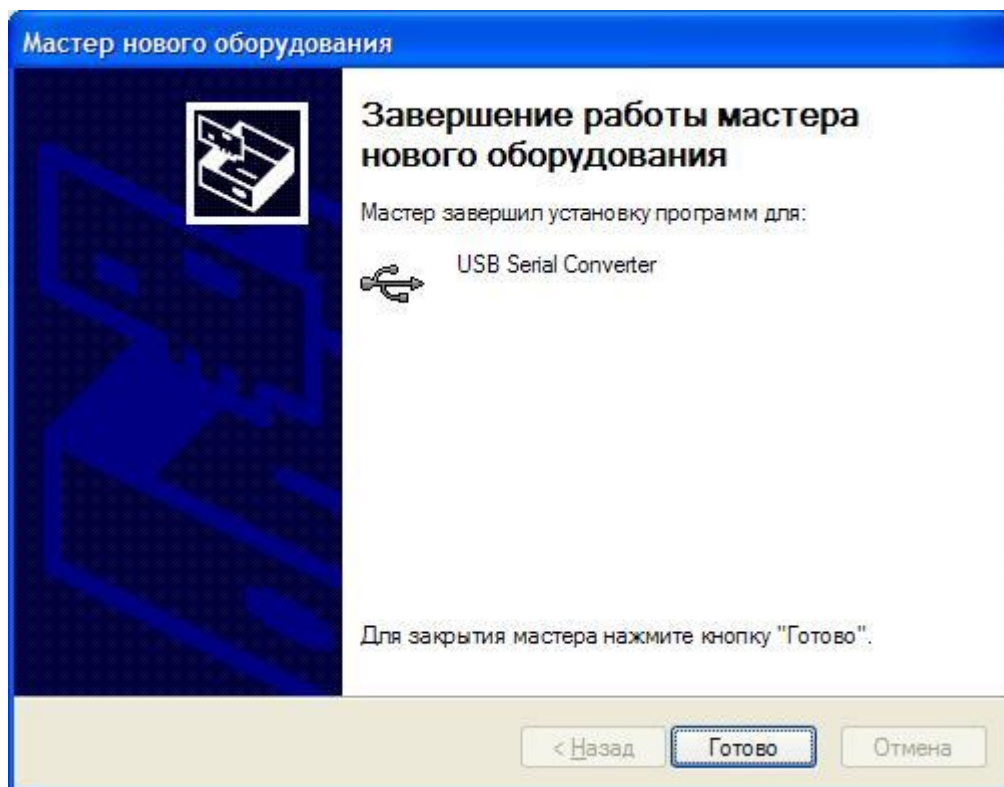 Мастер нового оборудования
Завершение работы мастера
нового оборудования
Мастер завершил установку программ для:
USB Serial Converter
Для закрытия мастера нажмите кнопку "Готово".
< Назад
Готово
Отмена